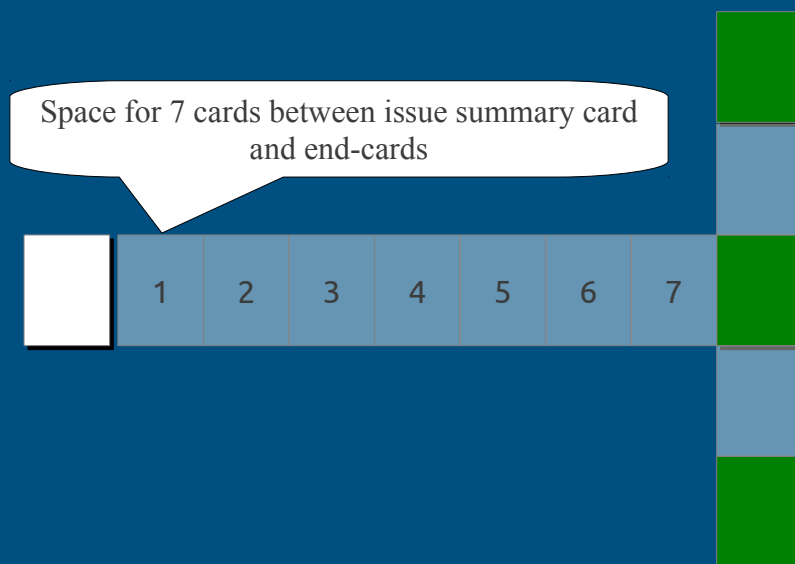 Space for 7 cards between issue summary card
and end-cards
1 2 3 4 5 6 7